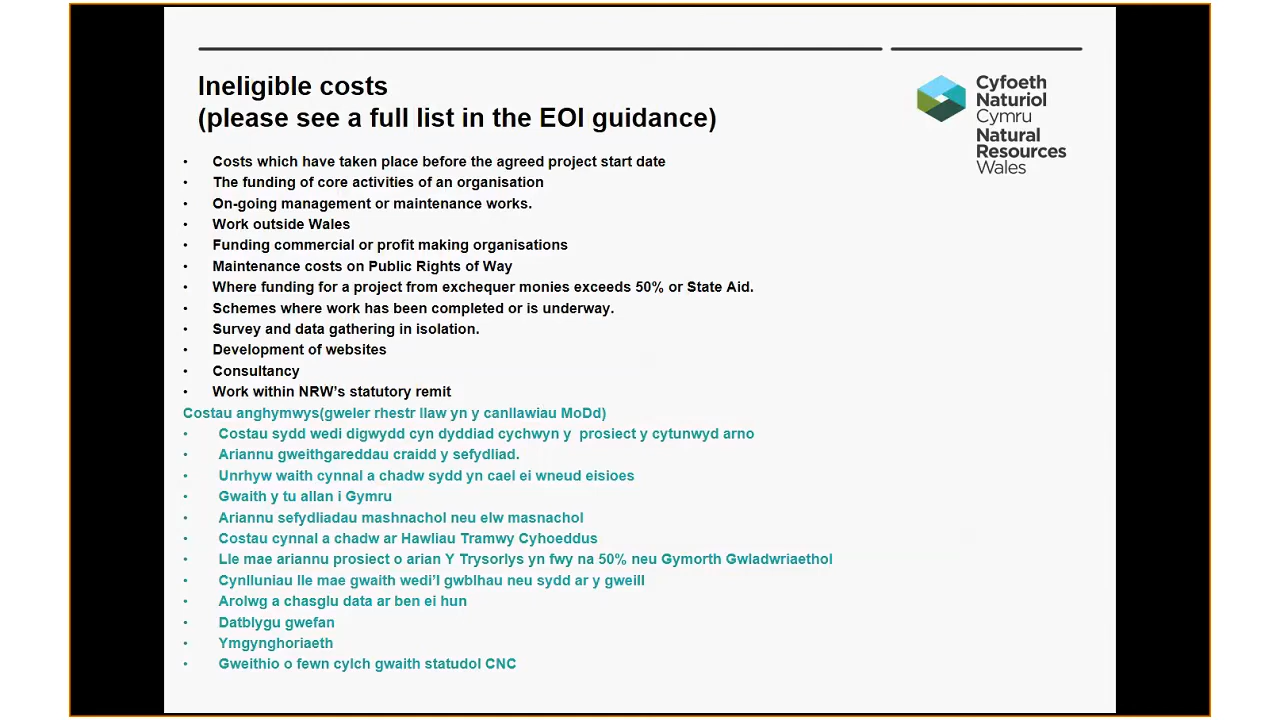 Ineligible costs
(please see a full list in the EOI guidance)
Cyfoeth
Naturiol
Cymru
Natural
Resources
Wales
• Costs which have taken place before the agreed project start date
• The funding of core activities of an organisation
• On-going management or maintenance works.
• Work outside Wales
• Funding commercial or profit making organisations
• Maintenance costs on Public Rights of Way
• Where funding for a project from exchequer monies exceeds 50% or State Aid.
• Schemes where work has been completed or is underway.
• Survey and data gathering in isolation.
• Development of websites
• Consultancy
• Work within NRW's statutory remit
Costau anghymwys(gweler rhestr llaw yn y canllawiau MoDd)
• Costau sydd wedi digwydd cyn dyddiad cychwyn y prosiect y cytunwyd arno
• Ariannu gweithgareddau craidd y sefydliad.
• Unrhyw waith cynnal a chadw sydd yn cael ei wneud eisioes
• Gwaith y tu allan i Gymru
• Ariannu sefydliadau mashnachol neu elw masnachol
• Costau cynnal a chadw ar Hawliau Tramwy Cyhoeddus
• Lle mae ariannu prosiect o arian Y Trysorlys yn fwy na 50% neu Gymorth Gwladwriaethol
• Cynlluniau lle mae gwaith wedi'l gwblhau neu sydd ar y gweill
• Arolwg a chasglu data ar ben ei hun
• Datblygu gwefan
• Ymgynghoriaeth
• Gweithio o fewn cylch gwaith statudol CNC